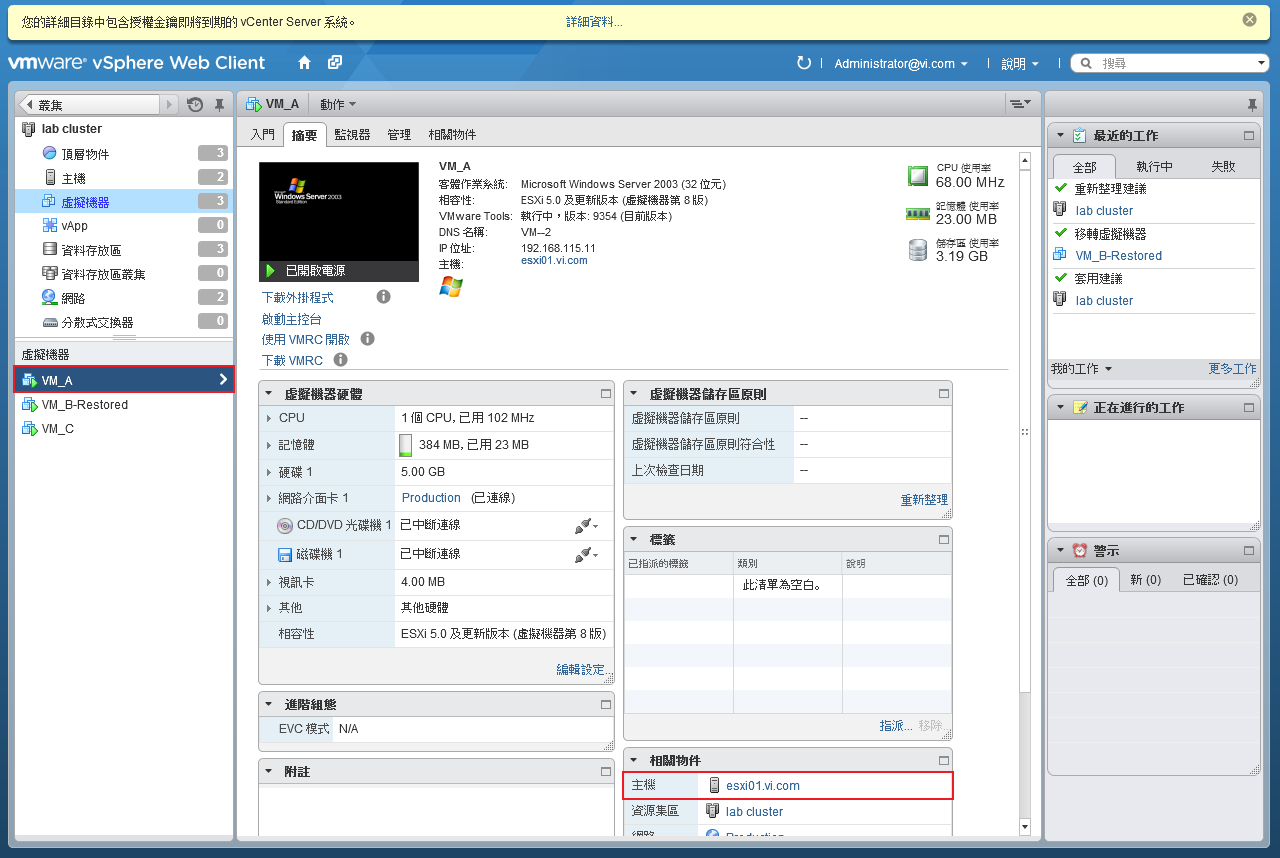 您的詳細目錄中包含授權金鑰即將到期的 vCenter Server 系統。 詳細資料...
vmware® vSphere Web Client
Administrator@vi.com
說明
搜尋
叢集
lab cluster
頂層物件 3
主機 2
虛擬機器 3
vApp 0
資料存放區 3
資料存放區叢集 0
網路 2
分散式交換器 0
虛擬機器
VM_A
VM_B-Restored
VM_C
VM_A 動作
入門 摘要 監視器 管理 相關物件
Windows Server 2003
Standard Edition
已開啟電源
VM_A
客體作業系統: Microsoft Windows Server 2003 (32 位元)
相容性: ESXi 5.0 及更新版本 (虛擬機器第 8 版)
VMware Tools: 執行中，版本: 9354 (目前版本)
DNS 名稱: VM--2
IP 位址: 192.168.115.11
主機: esxi01.vi.com
CPU 使用率
68.00 MHz
記憶體 使用率
23.00 MB
儲存區 使用率
3.19 GB
下載外掛程式
啟動主控台
使用 VMRC 開啟
下載 VMRC
虛擬機器硬體
CPU 1 個 CPU, 已用 102 MHz
記憶體 384 MB, 已用 23 MB
硬碟 1 5.00 GB
網路介面卡 1 Production (已連線)
CD/DVD 光碟機 1 已中斷連線
磁碟機 1 已中斷連線
視訊卡 4.00 MB
其他 其他硬體
相容性 ESXi 5.0 及更新版本 (虛擬機器第 8 版)
編輯設定...
進階組態
EVC 模式 N/A
附註
虛擬機器儲存區原則
虛擬機器儲存區原則 --
虛擬機器儲存區原則符合性 --
上次檢查日期 --
重新整理
標籤
已指派的標籤 類別 說明
此清單為空白。
指派... 移除...
相關物件
主機 esxi01.vi.com
資源集區 lab cluster
網路 Production
最近的工作
全部 執行中 失敗
重新整理建議
lab cluster
移轉虛擬機器
VM_B-Restored
套用建議
lab cluster
我的工作 更多工作
正在進行的工作
警示
全部 (0) 新 (0) 已確認 (0)